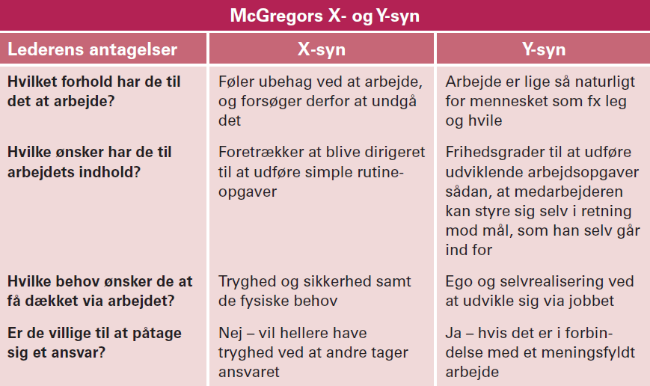 McGregors X- og Y-syn
Lederens antagelser
X-syn
Y-syn
Hvilket forhold har de til
det at arbejde?
Føler ubehag ved at arbejde,
og forsøger derfor at undgå
det
Arbejde er lige så naturligt
for mennesket som fx leg
og hvile
Hvilke ønsker har de til
arbejdets indhold?
Foretrækker at blive dirigeret
til at udføre simple rutine-
opgaver
Frihedsgrader til at udføre
udviklende arbejdsopgaver
sådan, at medarbejderen
kan styre sig selv i retning
mod mål, som han selv går
ind for
Hvilke behov ønsker de at
få dækket via arbejdet?
Tryghed og sikkerhed samt
de fysiske behov
Ego og selvrealisering ved
at udvikle sig via jobbet
Er de villige til at påtage
sig et ansvar?
Nej – vil hellere have
tryghed ved at andre tager
ansvaret
Ja – hvis det er i forbin-
delse med et meningsfyldt
arbejde